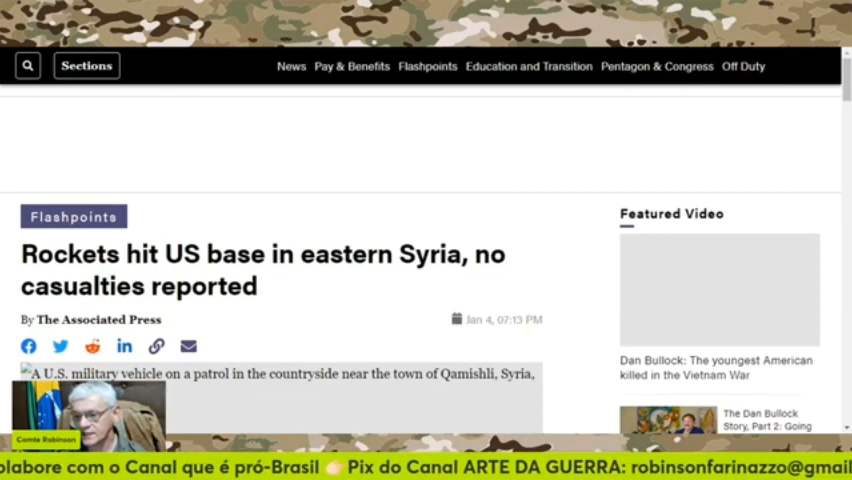 Sections
News Pay & Benefits Flashpoints Education and Transition Pentagon & Congress Off Duty
Flashpoints
Rockets hit US base in eastern Syria, no
casualties reported
By The Associated Press
Jan 4, 07:13 PM
A U.S. military vehicle on a patrol in the countryside near the town of Qamishli, Syria,
Featured Video
Dan Bullock: The youngest American
killed in the Vietnam War
The Dan Bullock
Story, Part 2: Going
Comte Robinson
olabore com o Canal que é pró-Brasil 👉🏻 Pix do Canal ARTE DA GUERRA: robinsonfarinazzo@gmail